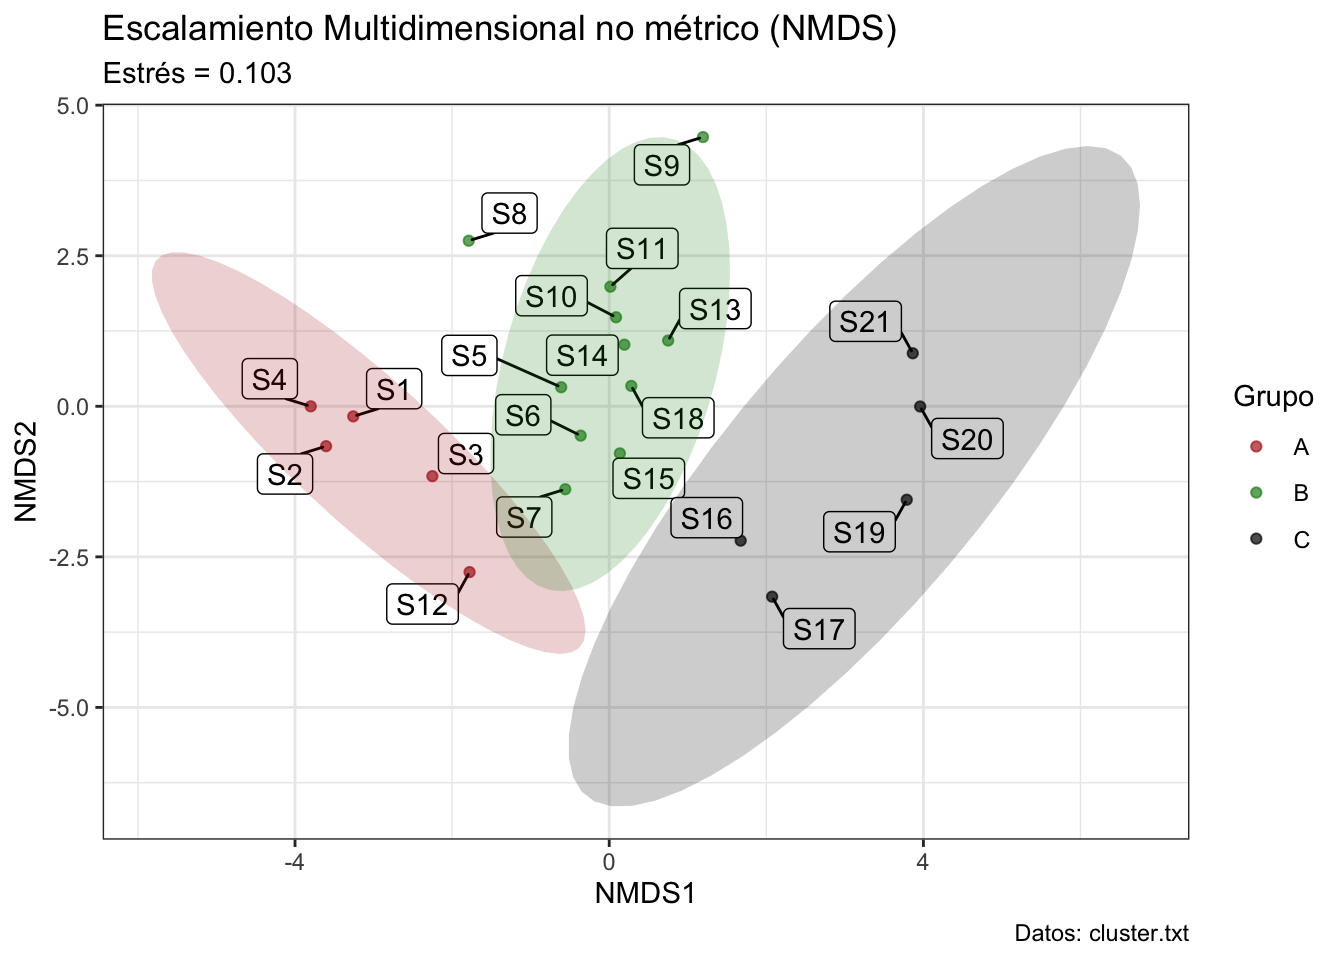 Escalamiento Multidimensional no métrico (NMDS)
Estrés = 0.103
5.0
2.5
0.0
-2.5
-5.0
NMDS2
S9
S8
S11
S10
S13
S21
S5
S14
S4
S1
S6
S18
S20
S3
S2
S15
S7
S16
S19
S12
S17
-4
0
4
NMDS1
Grupo
A
B
C
Datos: cluster.txt